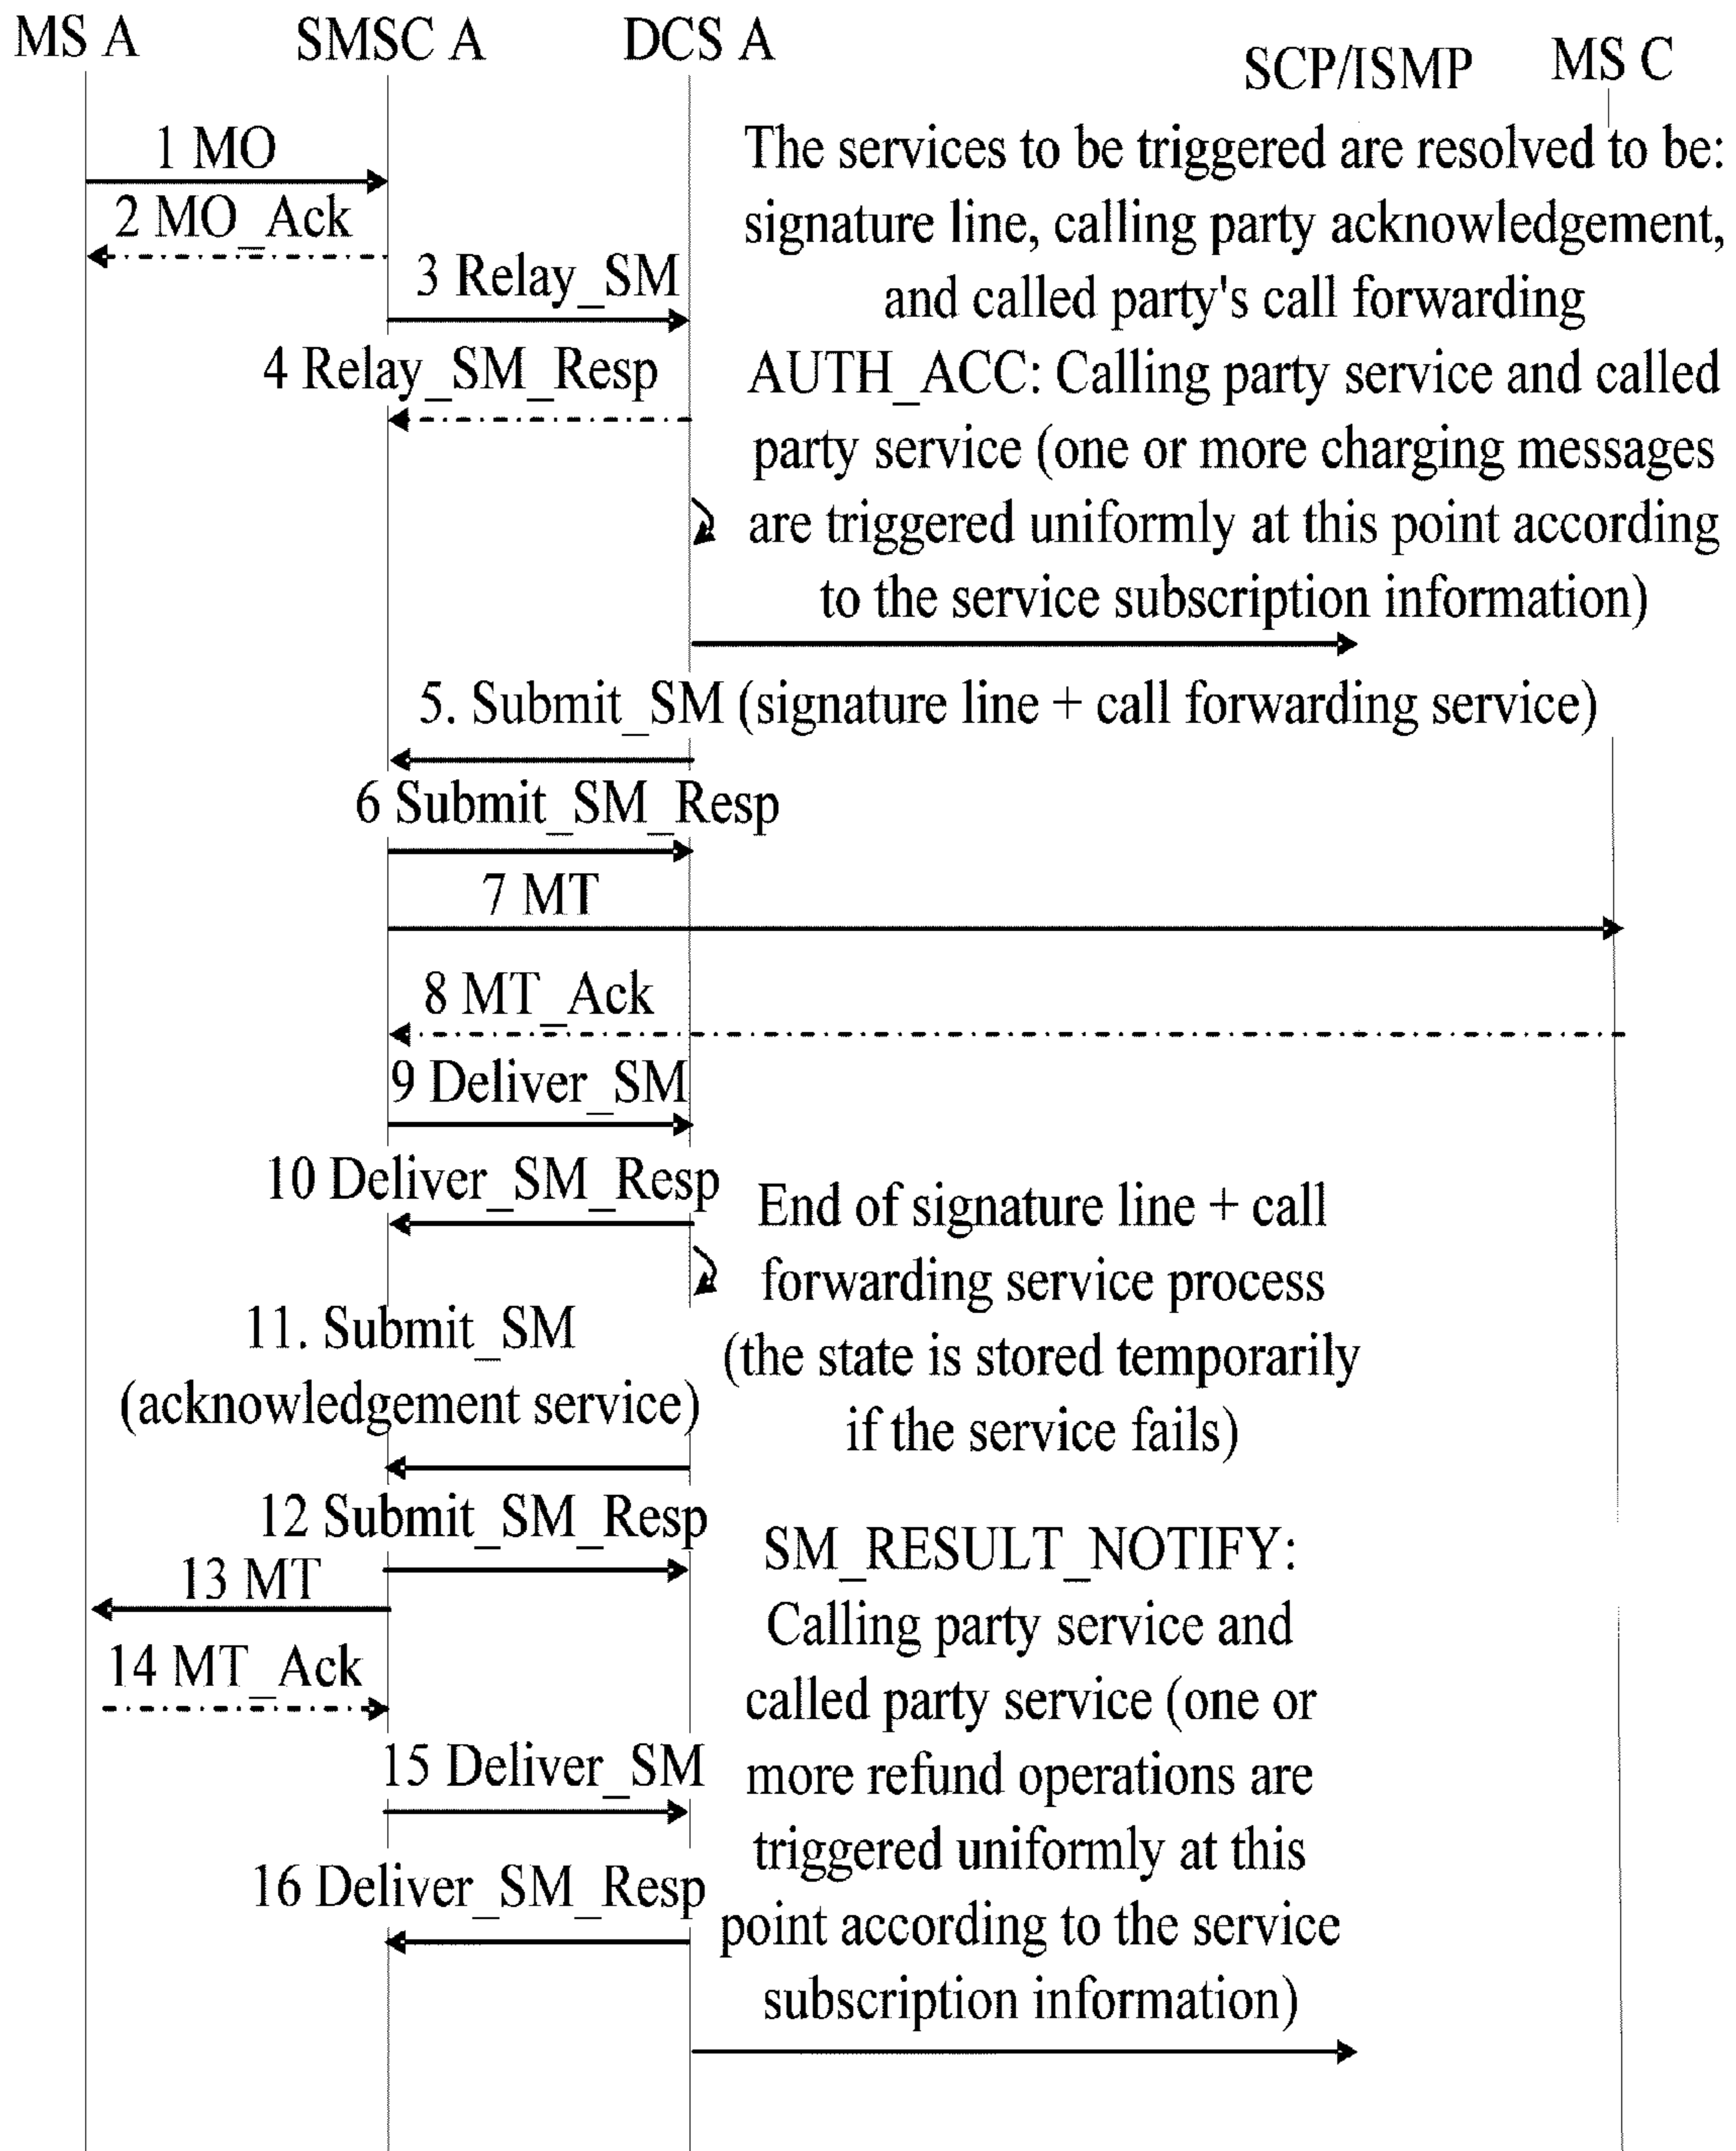 MS A
SMSC A
DCS A
SCP/ISMP
MS C
1 MO
2 MO_Ack
3 Relay_SM
4 Relay_SM_Resp
The services to be triggered are resolved to be:
signature line, calling party acknowledgement,
and called party's call forwarding
AUTH_ACC: Calling party service and called
party service (one or more charging messages
are triggered uniformly at this point according
to the service subscription information)
5. Submit_SM (signature line + call forwarding service)
6 Submit_SM_Resp
7 MT
8 MT_Ack
9 Deliver_SM
10 Deliver_SM_Resp
End of signature line + call
forwarding service process
(the state is stored temporarily
if the service fails)
11. Submit_SM
(acknowledgement service)
12 Submit_SM_Resp
13 MT
14 MT_Ack
15 Deliver_SM
16 Deliver_SM_Resp
SM_RESULT_NOTIFY:
Calling party service and
called party service (one or
more refund operations are
triggered uniformly at this
point according to the service
subscription information)